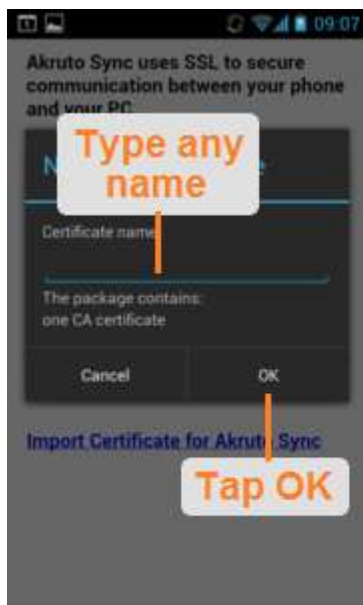 09:07
Akruto Sync uses SSL to secure
communication between your phone
and your PC
Type any
name
Certificate name:
The package contains:
one CA certificate
Cancel
OK
Import Certificate for Akruto Sync
Tap OK